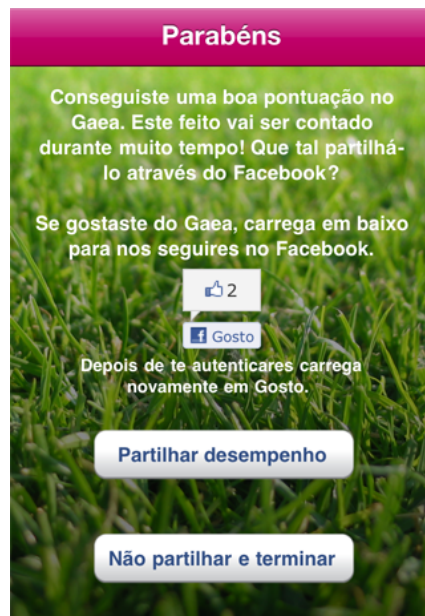 Parabéns
Conseguiste uma boa pontuação no
Gaea. Este feito vai ser contado
durante muito tempo! Que tal partilhá-
lo através do Facebook?
Se gostaste do Gaea, carrega em baixo
para nos seguires no Facebook.
2
f Gosto
Depois de te autenticares carrega
novamente em Gosto.
Partilhar desempenho
Não partilhar e terminar